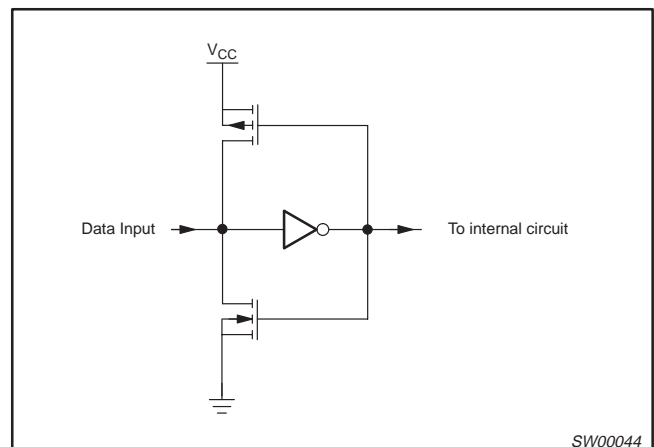 VCC
Data Input
To internal circuit
SW00044